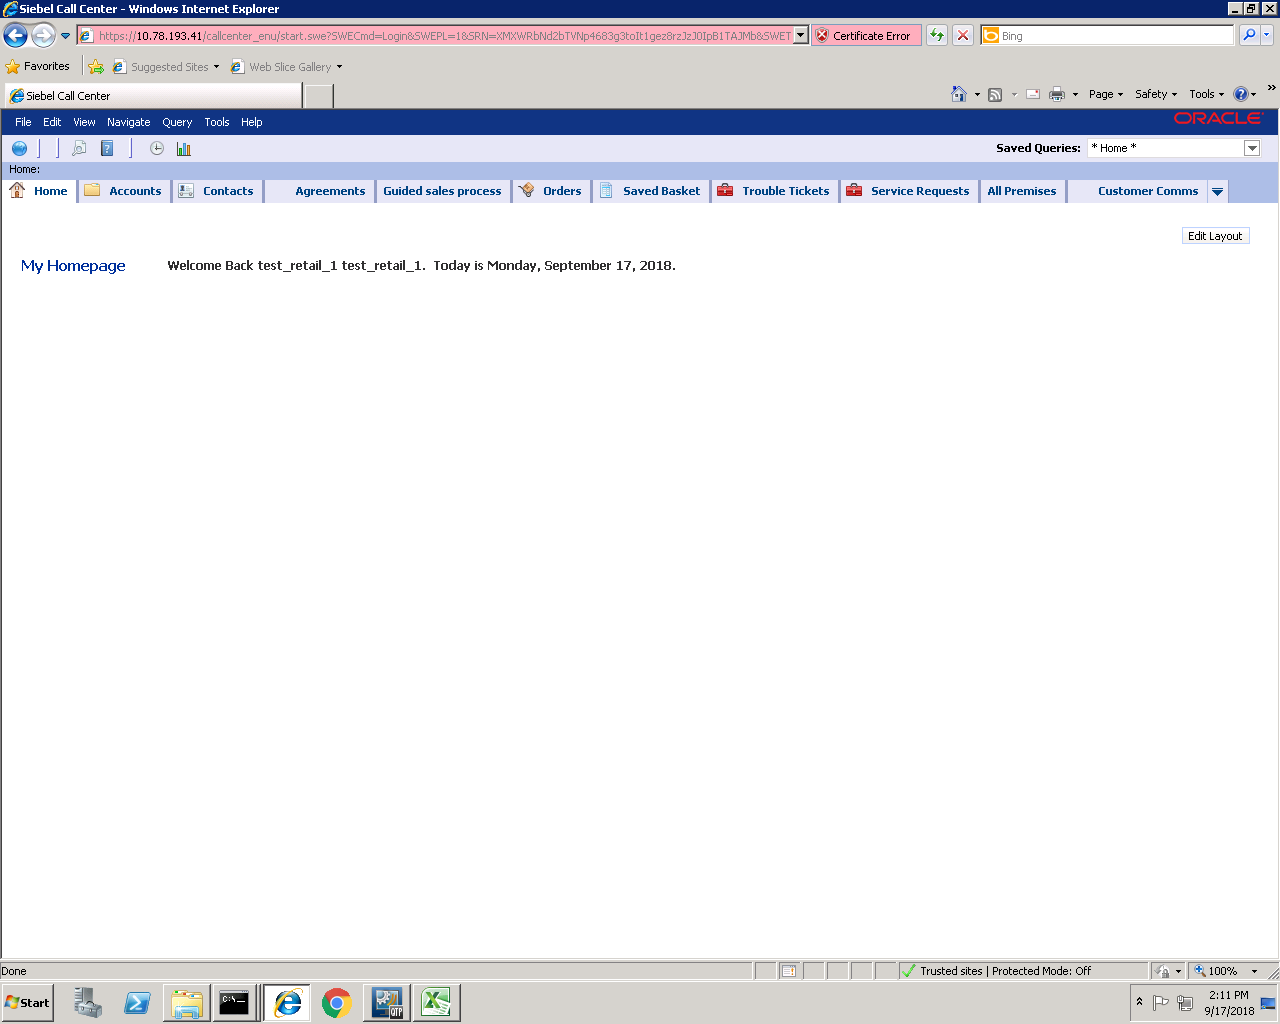 Siebel Call Center - Windows Internet Explorer
https://10.78.193.41/callcenter_enu/start.swe?SWECmd=Login&SWEPL=1&SRN= Certificate Error Bing
Favorites Suggested Sites Web Slice Gallery
Siebel Call Center Page Safety Tools
File Edit View Navigate Query Tools Help ORACLE
Saved Queries: * Home *
Home:
Home Accounts Contacts Agreements Guided sales process Orders Saved Basket Trouble Tickets Service Requests All Premises Customer Comms
Edit Layout
My Homepage Welcome Back test_retail_1 test_retail_1. Today is Monday, September 17, 2018.
Done Trusted sites | Protected Mode: Off 100%
Start C:\. QTP 2:11 PM
9/17/2018